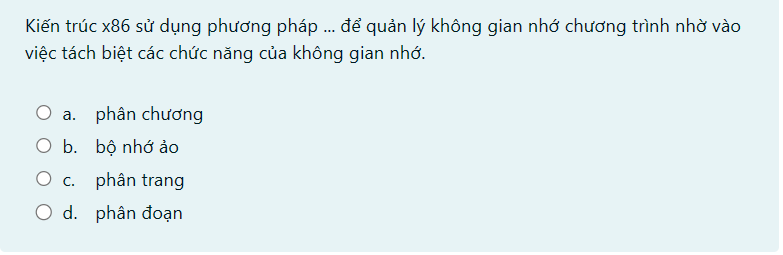 Kiến trúc x86 sử dụng phương pháp ... để quản lý không gian nhớ chương trình nhờ vào
việc tách biệt các chức năng của không gian nhớ.
a. phân chương
b. bộ nhớ ảo
c. phân trang
d. phân đoạn